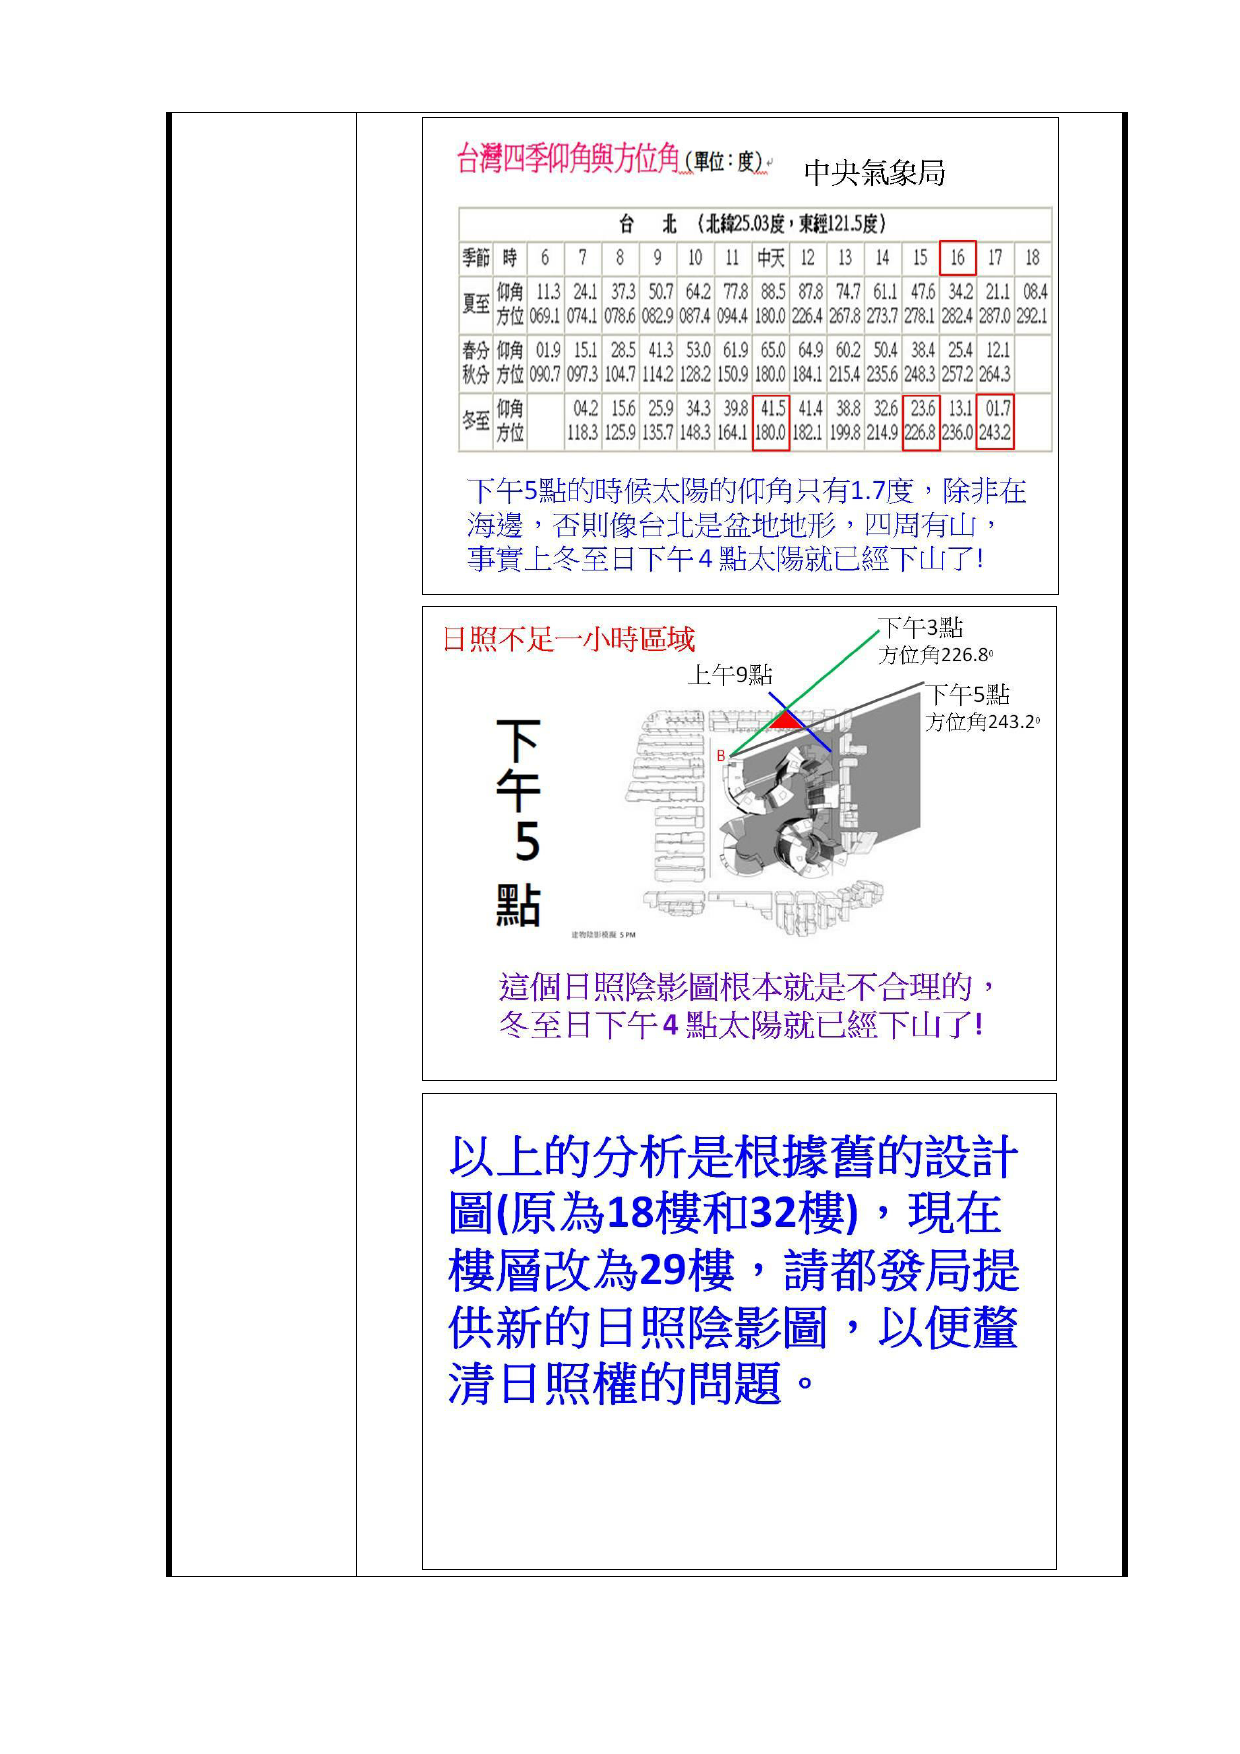 台灣四季仰角與方位角(單位:度) 中央氣象局
台 北 (北緯25.03度,東經121.5度)
季節 時 6 7 8 9 10 11 中天 12 13 14 15 16 17 18
夏至 仰角 11.3 24.1 37.3 50.7 64.2 77.8 88.5 87.8 74.7 61.1 47.6 34.2 21.1 08.4
方位 069.1 074.1 078.6 082.9 087.4 094.4 180.0 226.4 267.8 273.7 278.1 282.4 287.0 292.1
春分 仰角 01.9 15.1 28.5 41.3 53.0 61.9 65.0 64.9 60.2 50.4 38.4 25.4 12.1
秋分 方位 090.7 097.3 104.7 114.2 128.2 150.9 180.0 184.1 215.4 235.6 248.3 257.2 264.3
冬至 仰角 04.2 15.6 25.9 34.3 39.8 41.5 41.4 38.8 32.6 23.6 13.1 01.7
方位 118.3 125.9 135.7 148.3 164.1 180.0 182.1 199.8 214.9 226.8 236.0 243.2
下午5點的時候太陽的仰角只有1.7度,除非在
海邊,否則像台北是盆地地形,四周有山,
事實上冬至日下午4點太陽就已經下山了!
日照不足一小時區域
下午3點
方位角226.8⁰
上午9點
下午5點
方位角243.2⁰
B
下午5點
建物陰影模擬 5 PM
這個日照陰影圖根本就是不合理的,
冬至日下午4點太陽就已經下山了!
以上的分析是根據舊的設計
圖(原為18樓和32樓),現在
樓層改為29樓,請都發局提
供新的日照陰影圖,以便釐
清日照權的問題。